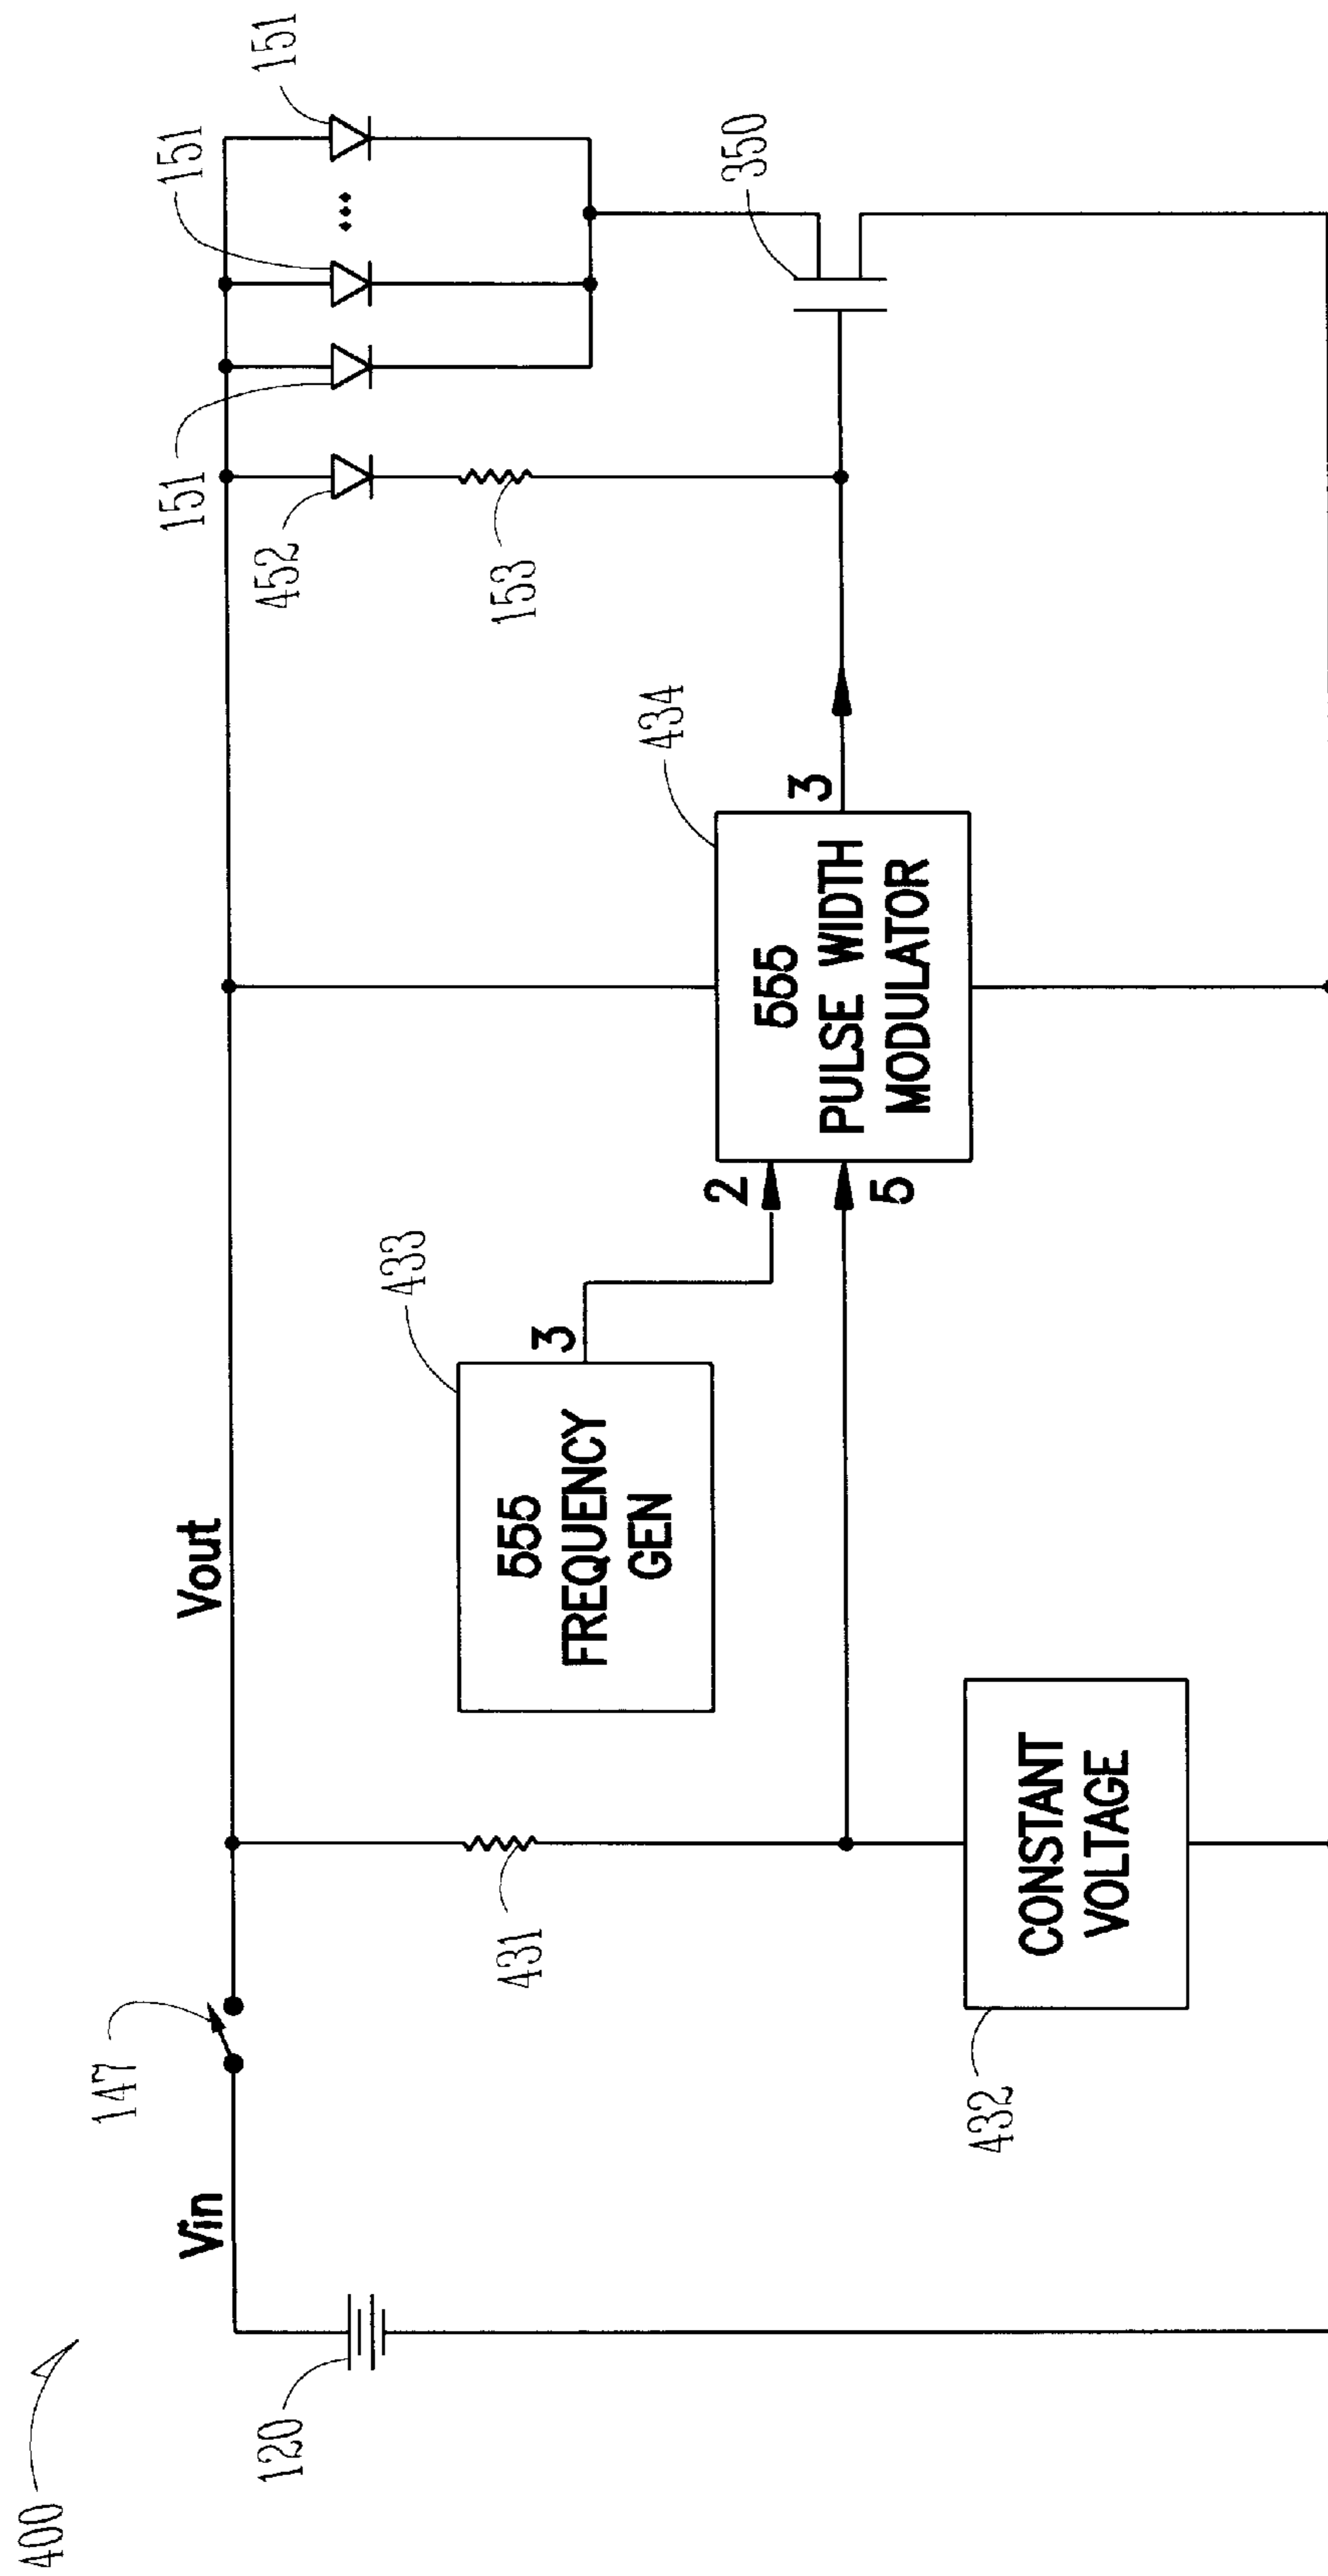 400
Vin
147
Vout
120
431
432
CONSTANT
VOLTAGE
433
555
FREQUENCY
GEN
3
2
5
434
555
PULSE WIDTH
MODULATOR
3
452
153
151
151
151
350